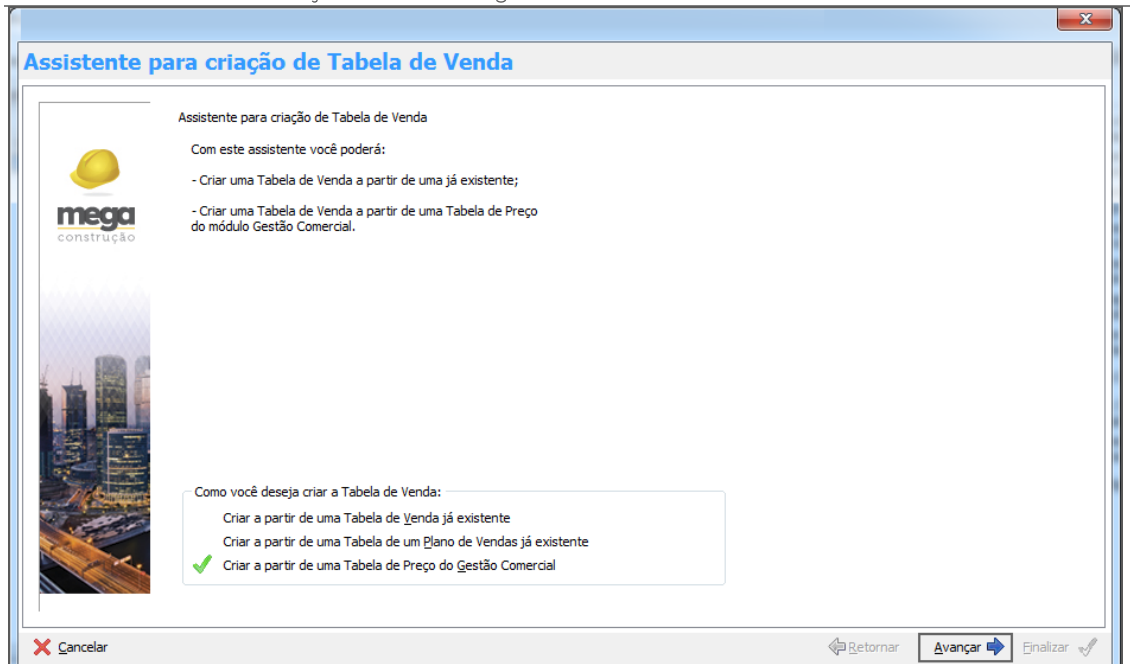 Assistente para criação de Tabela de Venda
Assistente para criação de Tabela de Venda
Com este assistente você poderá:
- Criar uma Tabela de Venda a partir de uma já existente;
- Criar uma Tabela de Venda a partir de uma Tabela de Preço
do módulo Gestão Comercial.
mega
construção
Como você deseja criar a Tabela de Venda:
Criar a partir de uma Tabela de Venda já existente
Criar a partir de uma Tabela de um Plano de Vendas já existente
Criar a partir de uma Tabela de Preço do Gestão Comercial
Cancelar
Retornar
Avançar
Finalizar